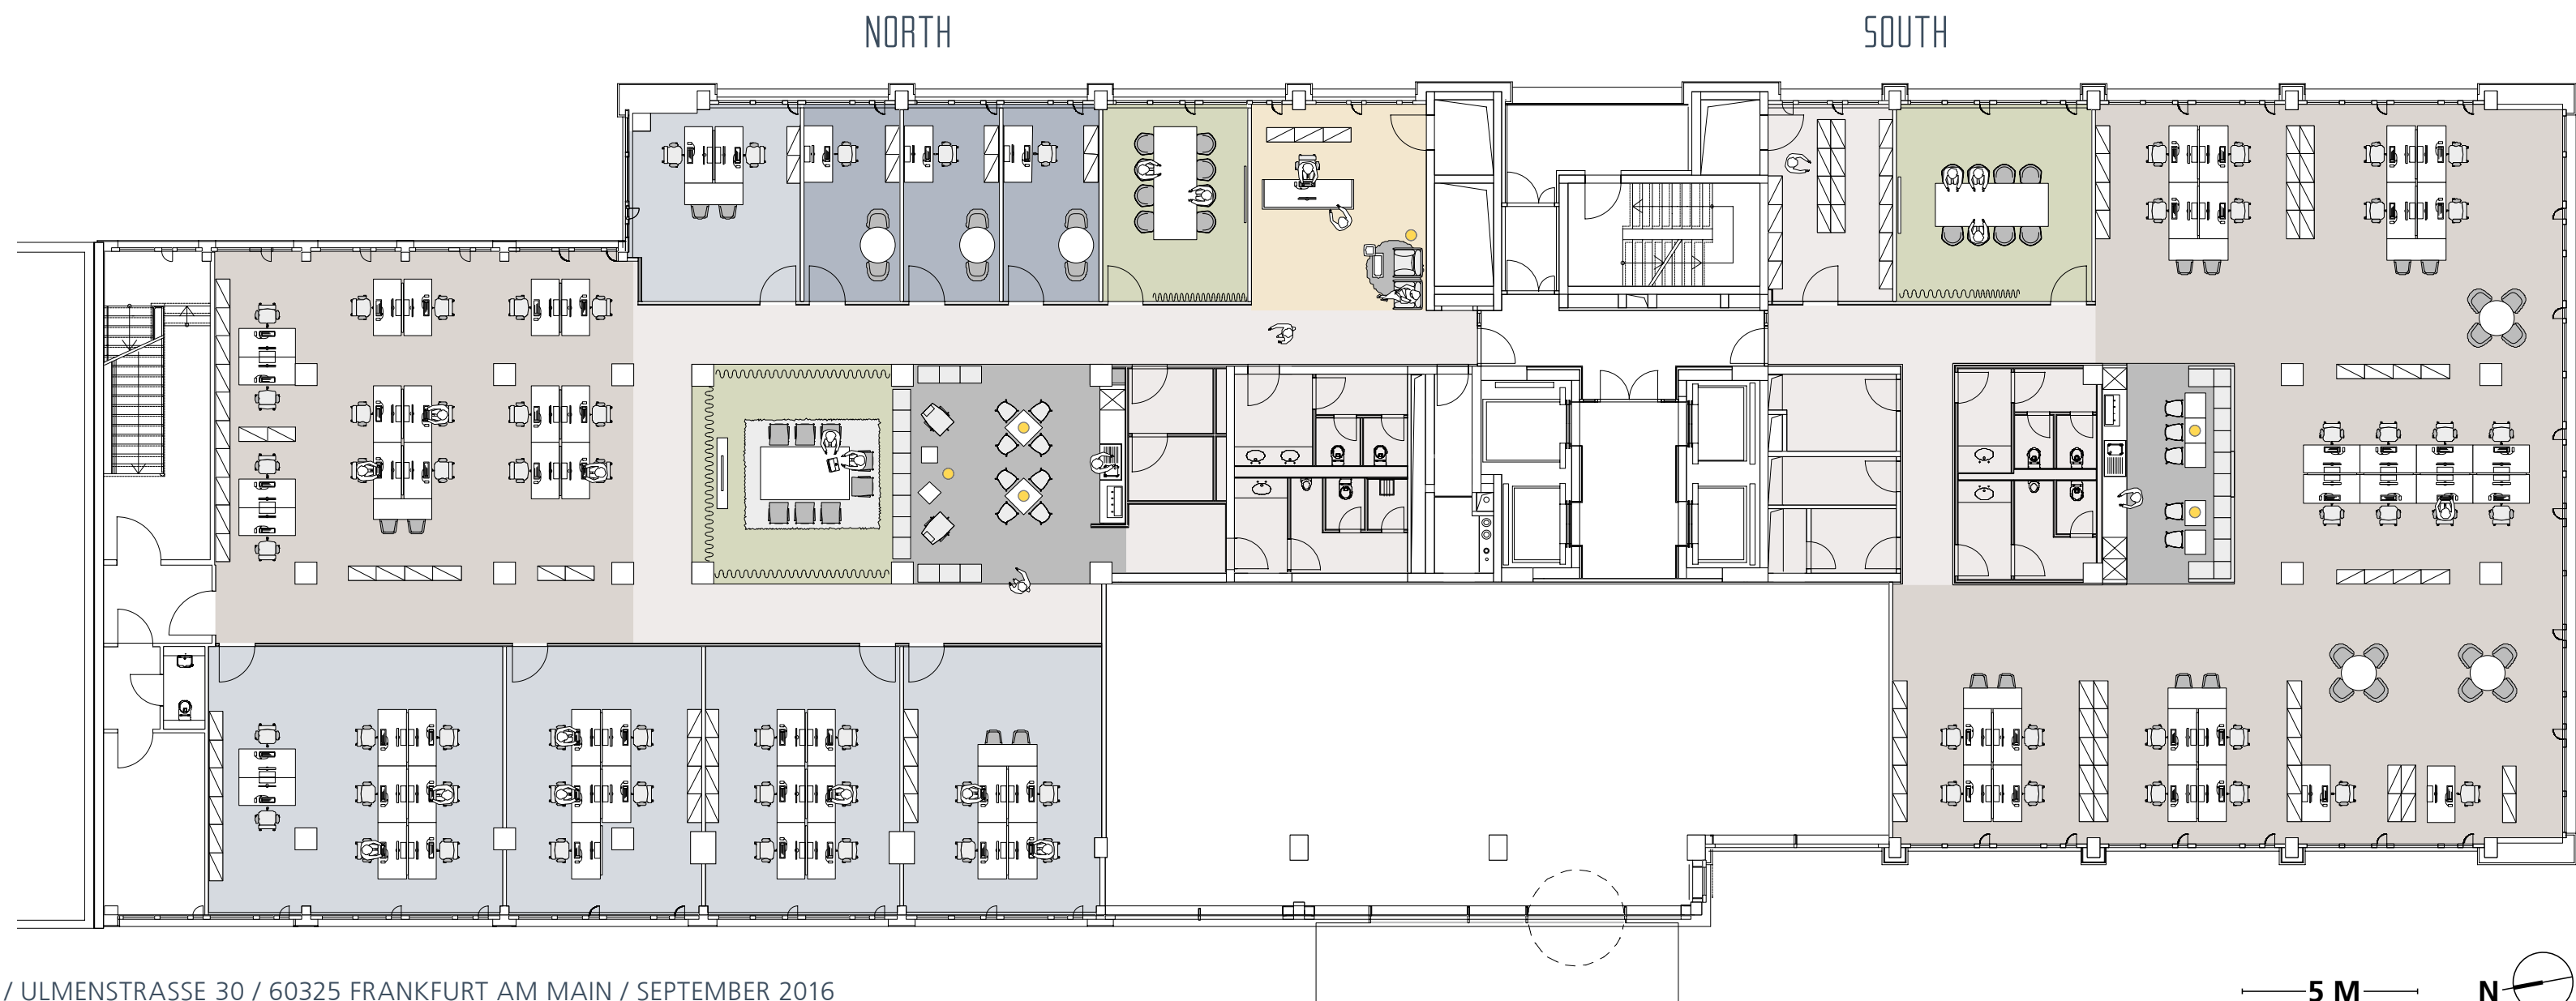 NORTH
SOUTH
/ ULMENSTRASSE 30 / 60325 FRANKFURT AM MAIN / SEPTEMBER 2016
5 M
N